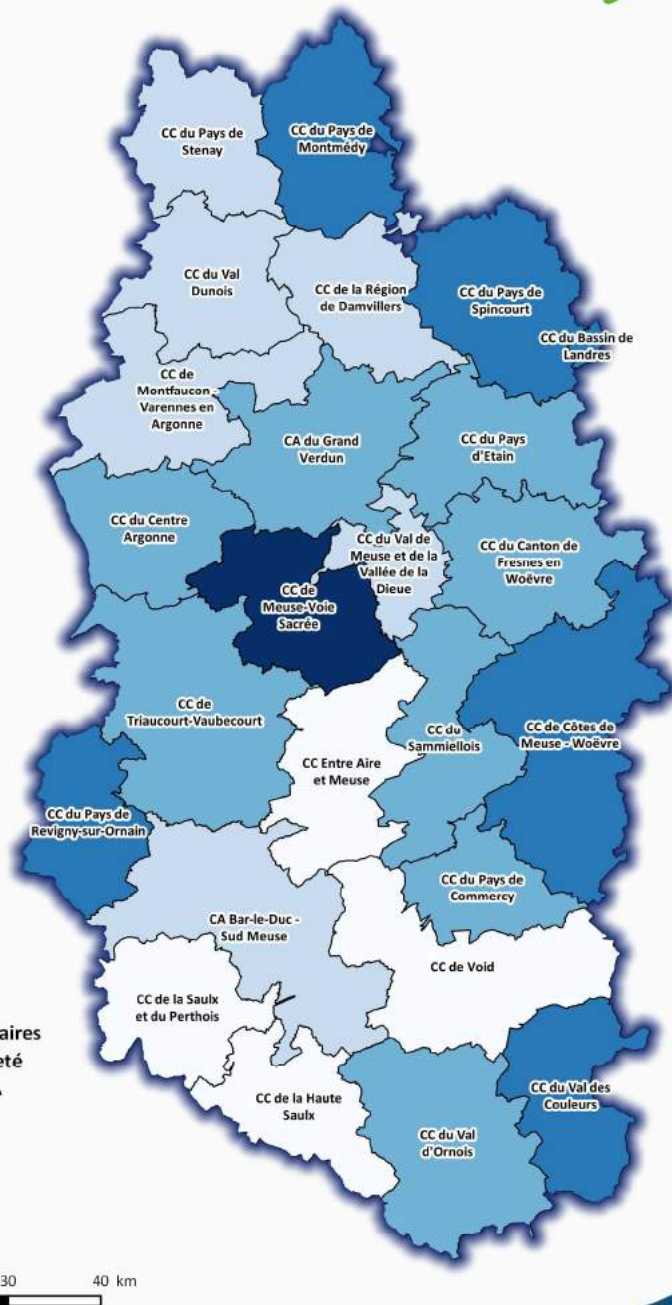 CC du Pays de
Stenay
CC du Pays de
Montmédy
CC du Val
Dunois
CC de la Région
de Damvillers
CC du Pays de
Spincourt
CC du Bassin de
Landres
CC de
Montfaucon -
Varennes en
Argonne
CA du Grand
Verdun
CC du Pays
d'Etain
CC du Centre
Argonne
CC du Val de
Meuse et de la
Vallée de la
Dieue
CC du Canton de
Fresnes en
Woëvre
CC de
Meuse-Voie
Sacrée
CC de
Triaucourt-Vaubecourt
CC du
Sammiellois
CC de Côtes de
Meuse - Woëvre
CC Entre Aire
et Meuse
CC du Pays de
Revigny-sur-Ornain
CC du Pays de
Commercy
CA Bar-le-Duc -
Sud Meuse
CC de Void
CC de la Saulx
et du Perthois
aires
eté
CC de la Haute
Saulx
CC du Val des
Couleurs
CC du Val
d'Ornois
30 40 km